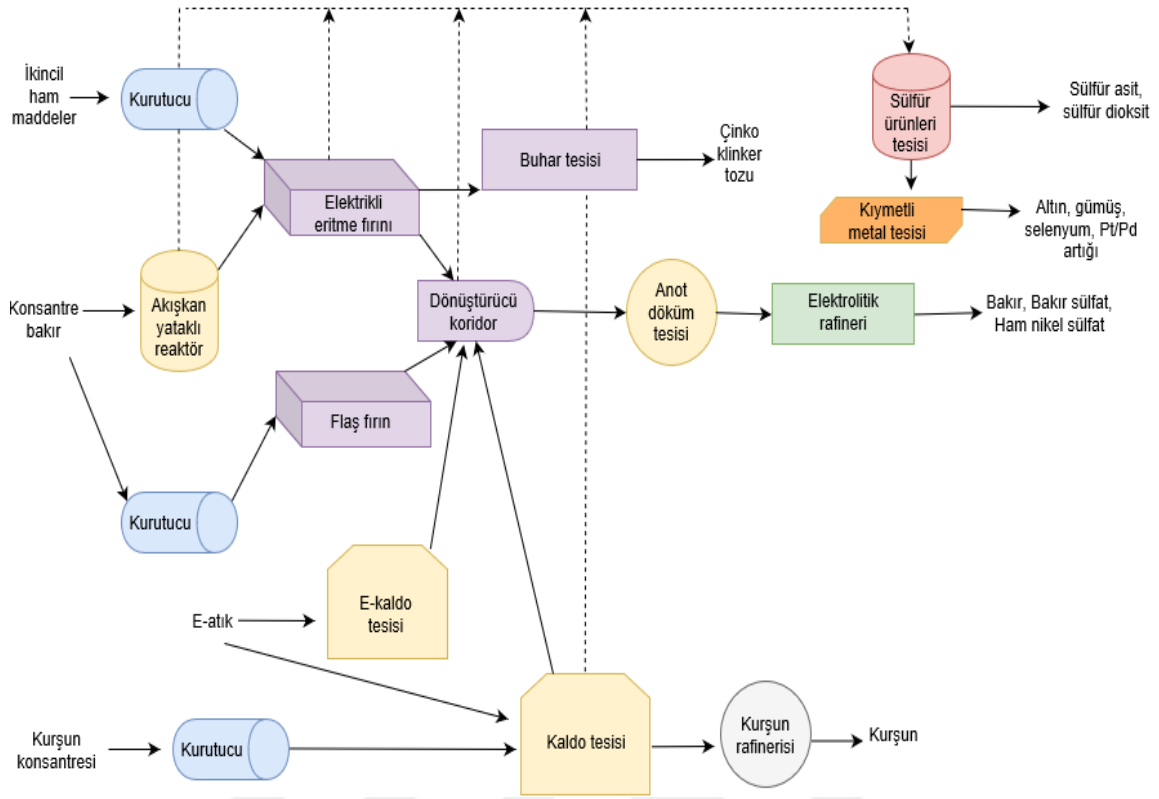 İkincil
ham
maddeler
Kurutucu
Elektrikli
eritme fırını
Buhar tesisi
Çinko
klinker
tozu
Sülfür
ürünleri
tesisi
Sülfür asit,
sülfür dioksit
Kıymetli
metal tesisi
Altın, gümüş,
selenyum, Pt/Pd
artığı
Konsantre
bakır
Akışkan
yataklı
reaktör
Dönüştürücü
koridor
Anot
döküm
tesisi
Elektrolitik
rafineri
Bakır, Bakır sülfat,
Ham nikel sülfat
Flaş fırın
Kurutucu
E-atık
E-kaldo
tesisi
Kurşun
konsantresi
Kurutucu
Kaldo tesisi
Kurşun
rafinerisi
Kurşun